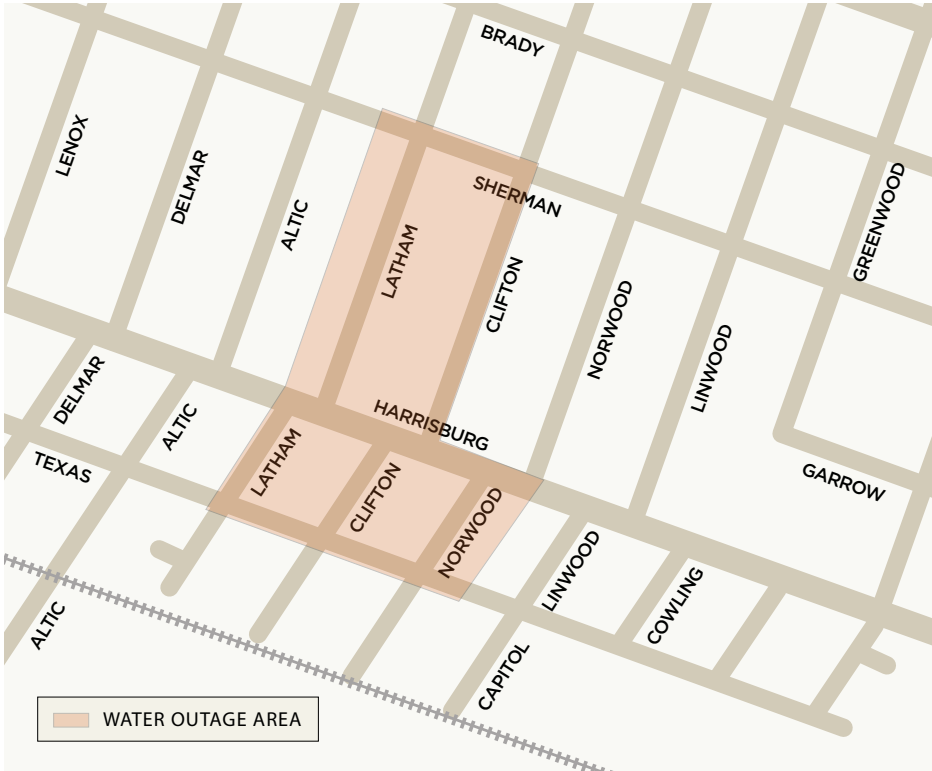 BRADY
LENOX
DELMAR
ALTIC
SHERMAN
GREENWOOD
LATHAM
CLIFTON
NORWOOD
LINWOOD
DELMAR
ALTIC
HARRISBURG
TEXAS
LATHAM
CLIFTON
NORWOOD
GARROW
LINWOOD
COWLING
ALTIC
CAPITOL
WATER OUTAGE AREA